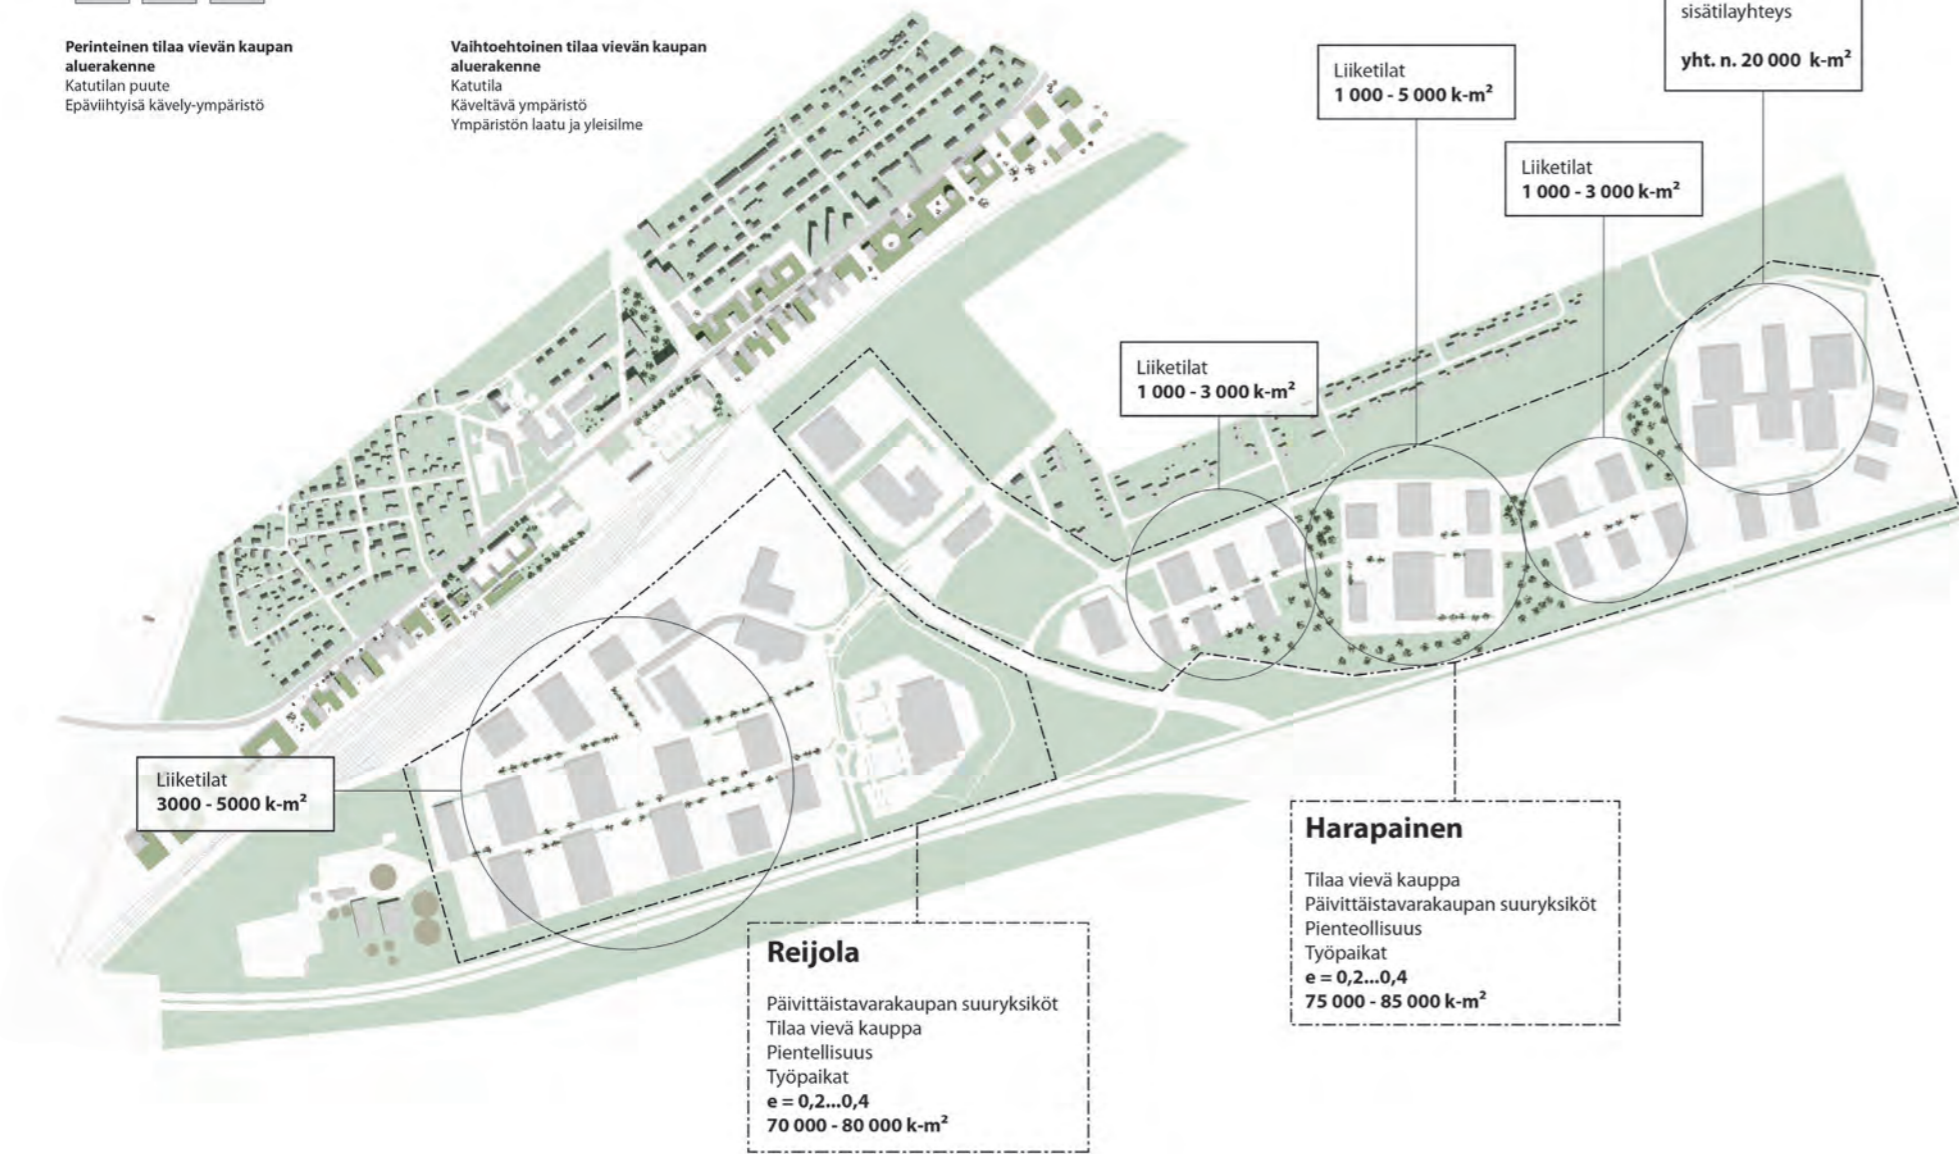 Perinteinen tilaa vievän kaupan
aluerakenne
Katutilan puute
Epäviihtyisä kävely-ympäristö
Vaihtoehtoinen tilaa vievän kaupan
aluerakenne
Katutila
Käveltävä ympäristö
Ympäristön laatu ja yleisilme
sisätilayhteys
yht. n. 20 000 k-m²
Liiketilat
1 000 - 5 000 k-m²
Liiketilat
1 000 - 3 000 k-m²
Liiketilat
1 000 - 3 000 k-m²
Liiketilat
3000 - 5000 k-m²
Harapainen
Tilaa vievä kauppa
Päivittäistavarakaupan suuryksiköt
Pienteollisuus
Työpaikat
e = 0,2...0,4
75 000 - 85 000 k-m²
Reijola
Päivittäistavarakaupan suuryksiköt
Tilaa vievä kauppa
Pientellisuus
Työpaikat
e = 0,2...0,4
70 000 - 80 000 k-m²